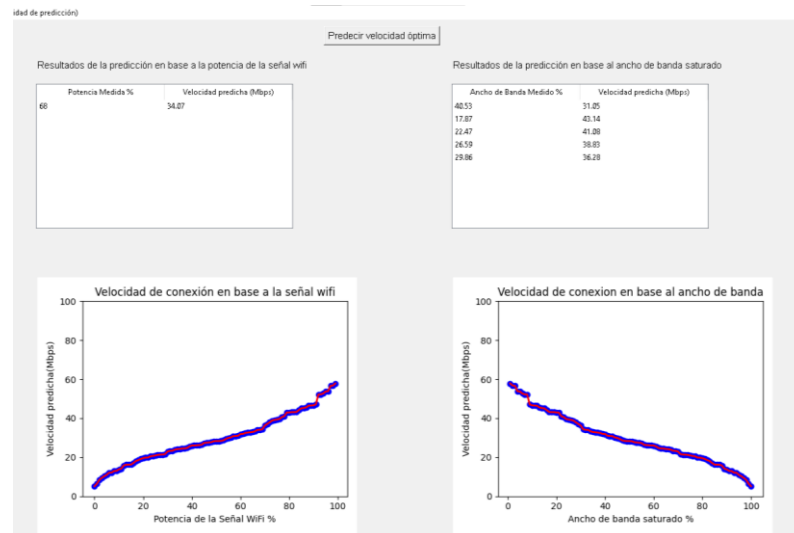 idad de predicción)
Predecir velocidad óptima
Resultados de la predicción en base a la potencia de la señal wifi
Potencia Medida % Velocidad predicha (Mbps)
68 34.07
Resultados de la predicción en base al ancho de banda saturado
Ancho de Banda Medido % Velocidad predicha (Mbps)
40.53 31.05
17.87 43.14
22.47 41.08
26.59 38.83
29.86 36.28
Velocidad de conexión en base a la señal wifi
100
80
60
40
20
0
Velocidad predicha(Mbps)
0 20 40 60 80 100
Potencia de la Señal WiFi %
Velocidad de conexion en base al ancho de banda
100
80
60
40
20
0
Velocidad predicha (Mbps)
0 20 40 60 80 100
Ancho de banda saturado %